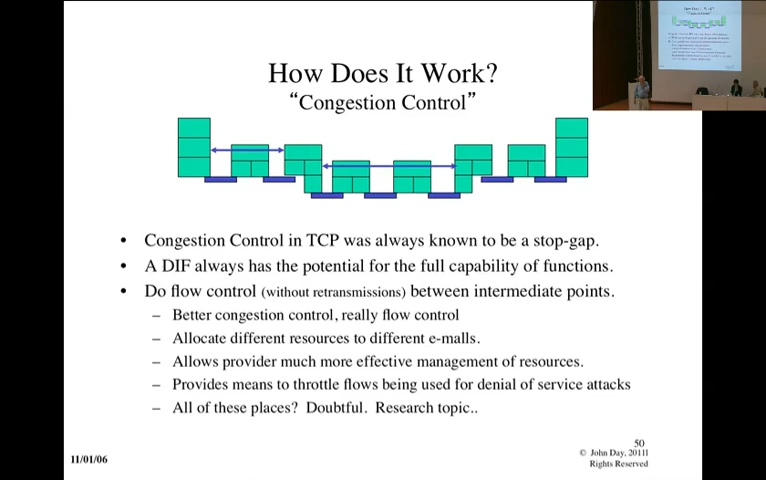 How Does It Work?
“Congestion Control”
• Congestion Control in TCP was always known to be a stop-gap.
• A DIF always has the potential for the full capability of functions.
• Do flow control (without retransmissions) between intermediate points.
– Better congestion control, really flow control
– Allocate different resources to different e-malls.
– Allows provider much more effective management of resources.
– Provides means to throttle flows being used for denial of service attacks
– All of these places? Doubtful. Research topic..
50
© John Day, 20111
Rights Reserved
11/01/06